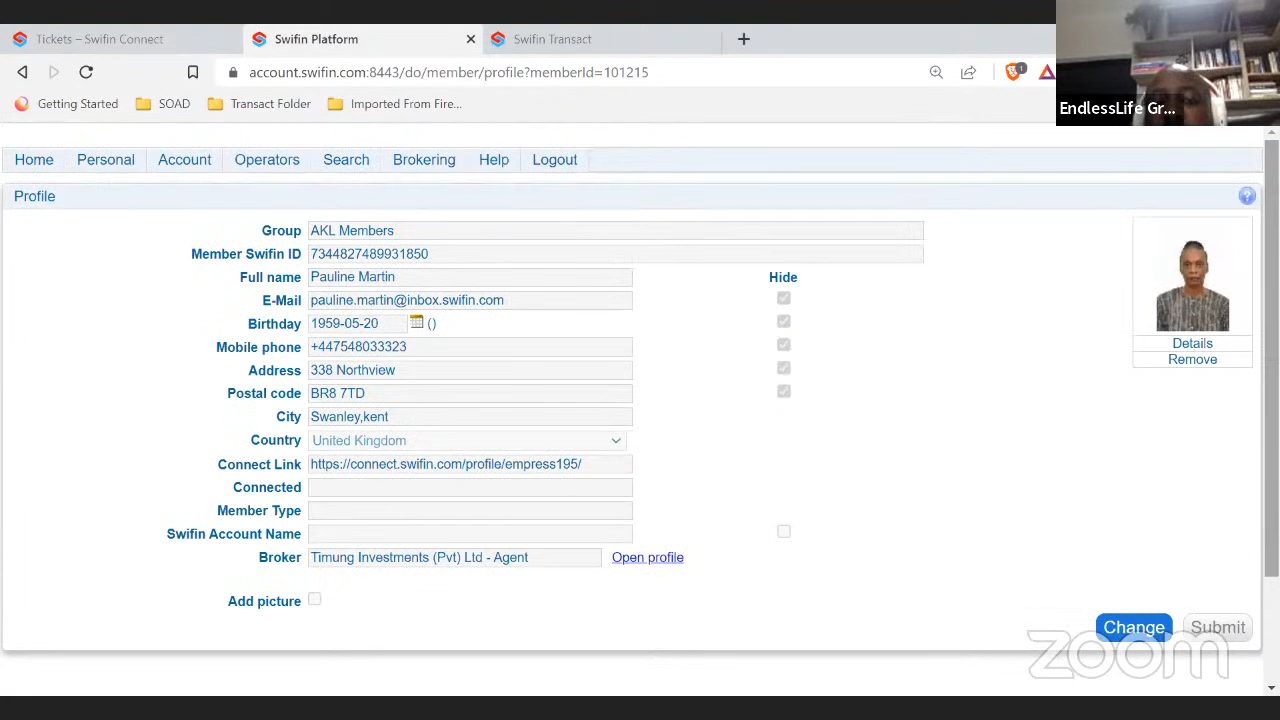 Tickets – Swifin Connect
Swifin Platform
Swifin Transact
account.swifin.com:8443/do/member/profile?memberId=101215
1
Getting Started
SOAD
Transact Folder
Imported From Fire...
EndlessLife Gr...
Home Personal Account Operators Search Brokering Help Logout
Profile
?
Group AKL Members
Member Swifin ID 7344827489931850
Full name Pauline Martin Hide
E-Mail pauline.martin@inbox.swifin.com
Birthday 1959-05-20 ()
Mobile phone +447548033323
Address 338 Northview
Postal code BR8 7TD
City Swanley,kent
Country United Kingdom
Connect Link https://connect.swifin.com/profile/empress195/
Connected
Member Type
Swifin Account Name
Broker Timung Investments (Pvt) Ltd - Agent Open profile
Add picture
Details
Remove
Change Submit
zoom